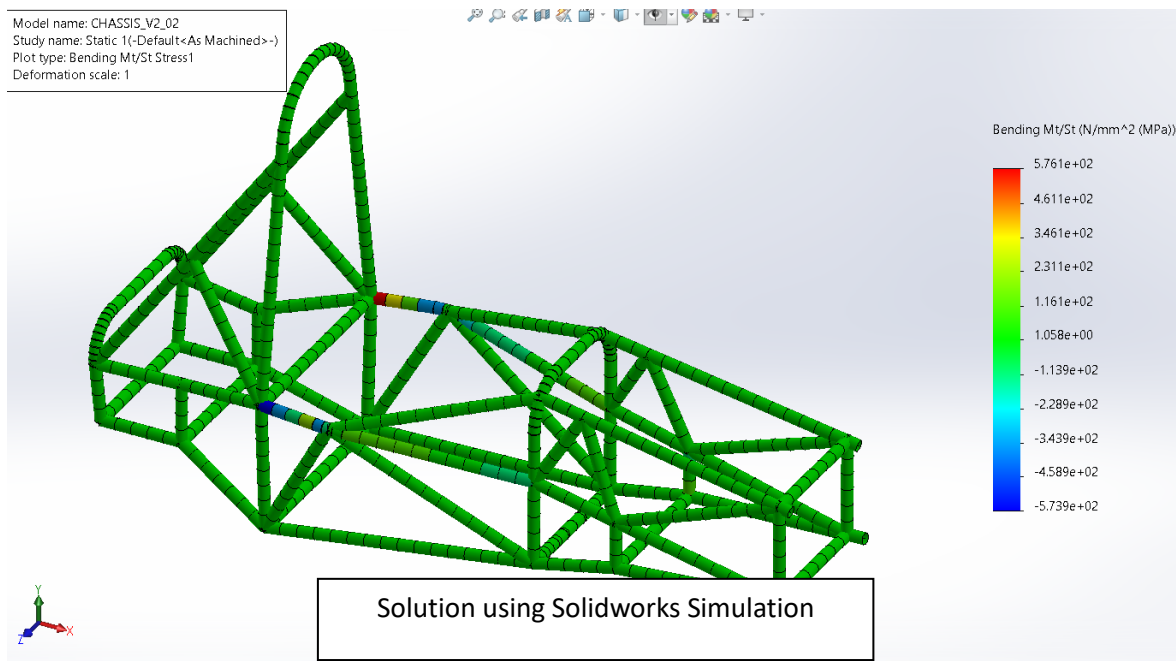 Model name: CHASSIS_V2_02
Study name: Static 1(-Default<As Machined>-)
Plot type: Bending Mt/St Stress1
Deformation scale: 1
Bending Mt/St (N/mm^2 (MPa))
5.761e+02
4.611e+02
3.461e+02
2.311e+02
1.161e+02
1.058e+00
-1.139e+02
-2.289e+02
-3.439e+02
-4.589e+02
-5.739e+02
Y
X
Z
Solution using Solidworks Simulation